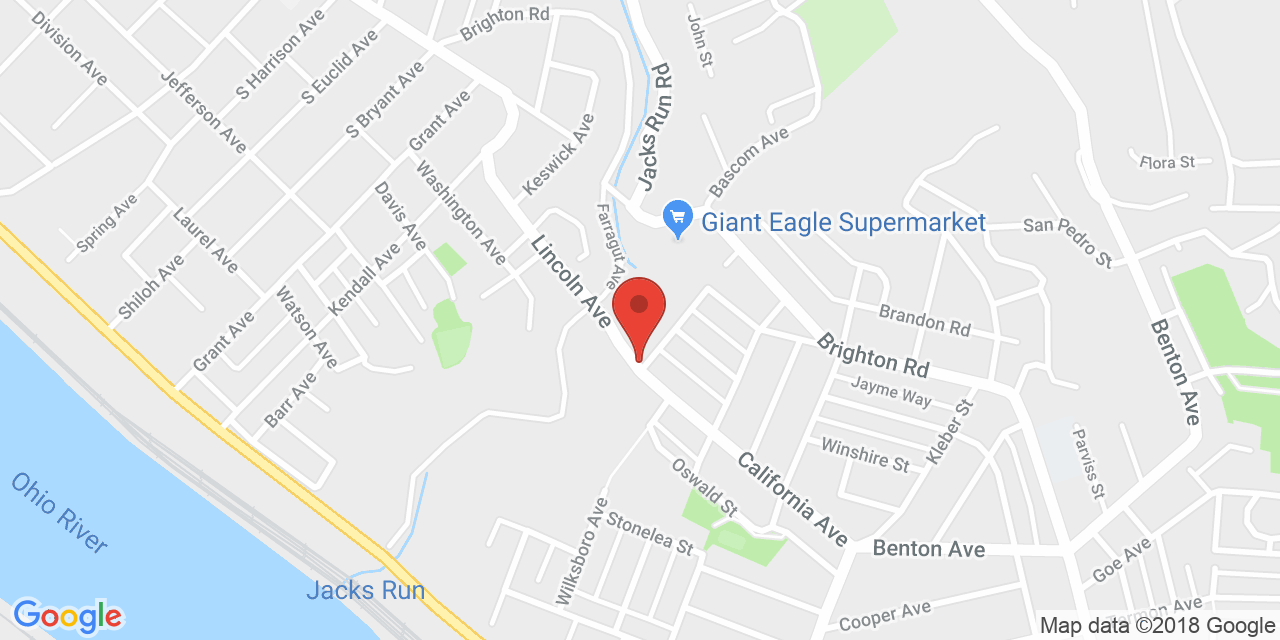 Division Ave
S Harrison Ave
Brighton Rd
John St
S Euclid Ave
Jefferson Ave
S Bryant Ave
Grant Ave
Jacks Run Rd
Keswick Ave
Bascom Ave
Flora St
Washington Ave
Davis Ave
Spring Ave
Laurel Ave
Farragut Ave
Giant Eagle Supermarket
San Pedro St
Kendall Ave
Shiloh Ave
Lincoln Ave
Watson Ave
Grant Ave
Brandon Rd
Brighton Rd
Benton Ave
Jayme Way
Barr Ave
Kleber St
Winshire St
Parviss St
Oswald St
California Ave
Ohio River
Stonelea St
Wilksboro Ave
Benton Ave
Goe Ave
Jacks Run
Cooper Ave
Google
Map data ©2018 Google